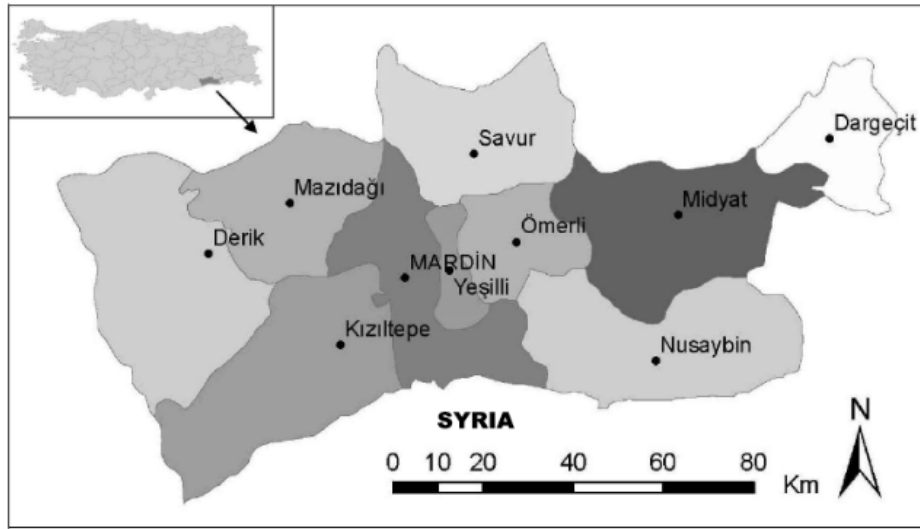 Dargeçit
Savur
Mazıdağı
Midyat
Ömerli
Derik
MARDİN
Yeşilli
Kızıltepe
Nusaybin
SYRIA
N
0 10 20 40 60 80
Km